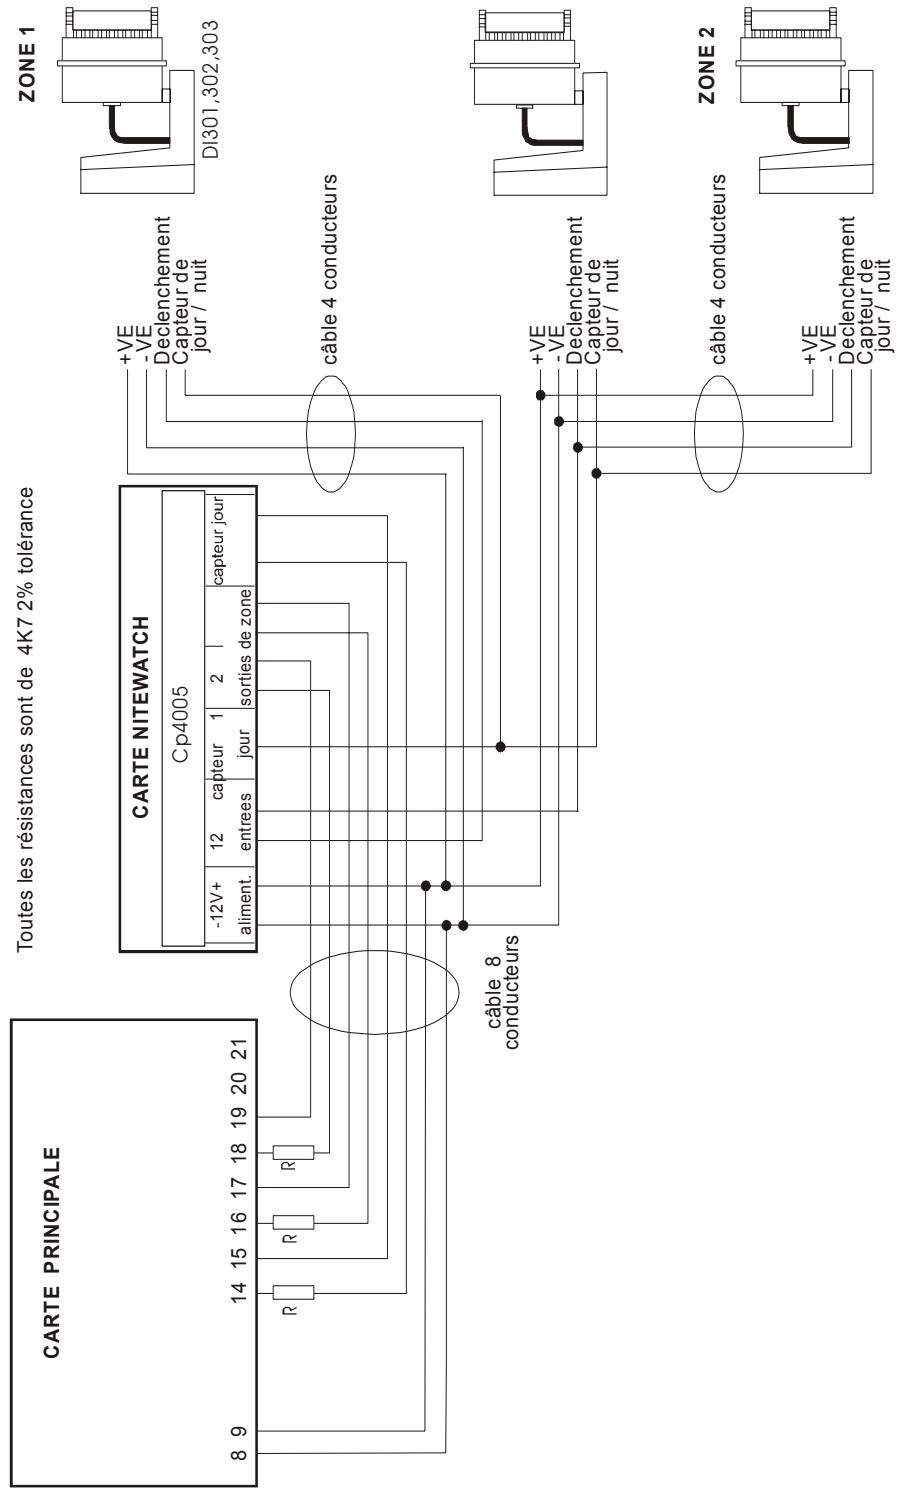 Toutes les résistances sont de 4K7 2% tolérance
CARTE PRINCIPALE
8 9 14 15 16 17 18 19 20 21
R
R
R
CARTE NITEWATCH
Cp4005
-12V+
aliment.
12
entrees
capteur
jour
1 2
sorties de zone
capteur jour
câble 8
conducteurs
ZONE 1
DI301,302,303
+VE
-VE
Declenchement
Capteur de
jour / nuit
câble 4 conducteurs
+VE
-VE
Declenchement
Capteur de
jour / nuit
ZONE 2
câble 4 conducteurs
+VE
-VE
Declenchement
Capteur de
jour / nuit